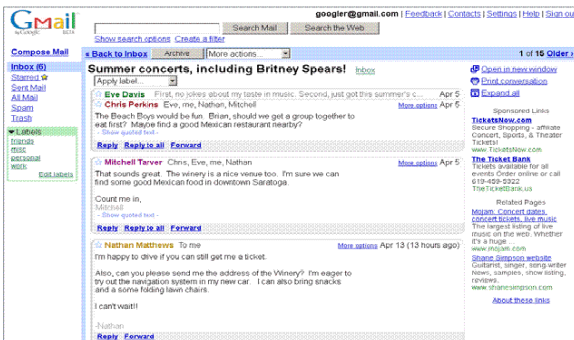 Gmail
BETA
googler@gmail.com | Feedback | Contacts | Settings | Help | Sign out
Search Mail
Search the Web
Show search options Create a filter
Compose Mail
Inbox (6)
Starred
Sent Mail
All Mail
Spam
Trash
Labels
friends
misc
personal
work
Edit labels
« Back to Inbox
Archive
More actions...
1 of 15 Older ›
Summer concerts, including Britney Spears! Inbox
Apply label...
Eve Davis First, no jokes about my taste in music. Second, just got this summer's c... Apr 5
Chris Perkins Eve, me, Nathan, Mitchell More options Apr 5
The Beach Boys would be fun. Brian, should we get a group together to
eat first? Maybe find a good Mexican restaurant nearby?
- Show quoted text -
Reply Reply to all Forward
Mitchell Tarver Chris, Eve, me, Nathan More options Apr 5
That sounds great. The winery is a nice venue too. I'm sure we can
find some good Mexican food in downtown Saratoga.
Count me in,
Mitchell
- Show quoted text -
Reply Reply to all Forward
Nathan Matthews To me More options Apr 13 (13 hours ago)
I'm happy to drive if you can still get me a ticket.
Also, can you please send me the address of the Winery? I'm eager to
try out the navigation system in my new car. I can also bring snacks
and a some folding lawn chairs.
I can't wait!!
-Nathan
Reply Forward
Open in new window
Print conversation
Expand all
Sponsored Links
TicketsNow.com
Secure Shopping - affiliate
Concert, Sports, & Theater
Tickets!
www.TicketsNow.com
The Ticket Bank
Tickets available for all
events Order online or call
619-459-5922
TheTicketBank.us
Related Pages
Mojam: Concert dates,
concert tickets, live music
The largest listing of live
music on the web. Whether
it's a huge ...
www.mojam.com
Shane Simpson website
Guitarist, singer, song writer
News, samples, show listing,
reviews.
www.shanesimpson.com
About these links